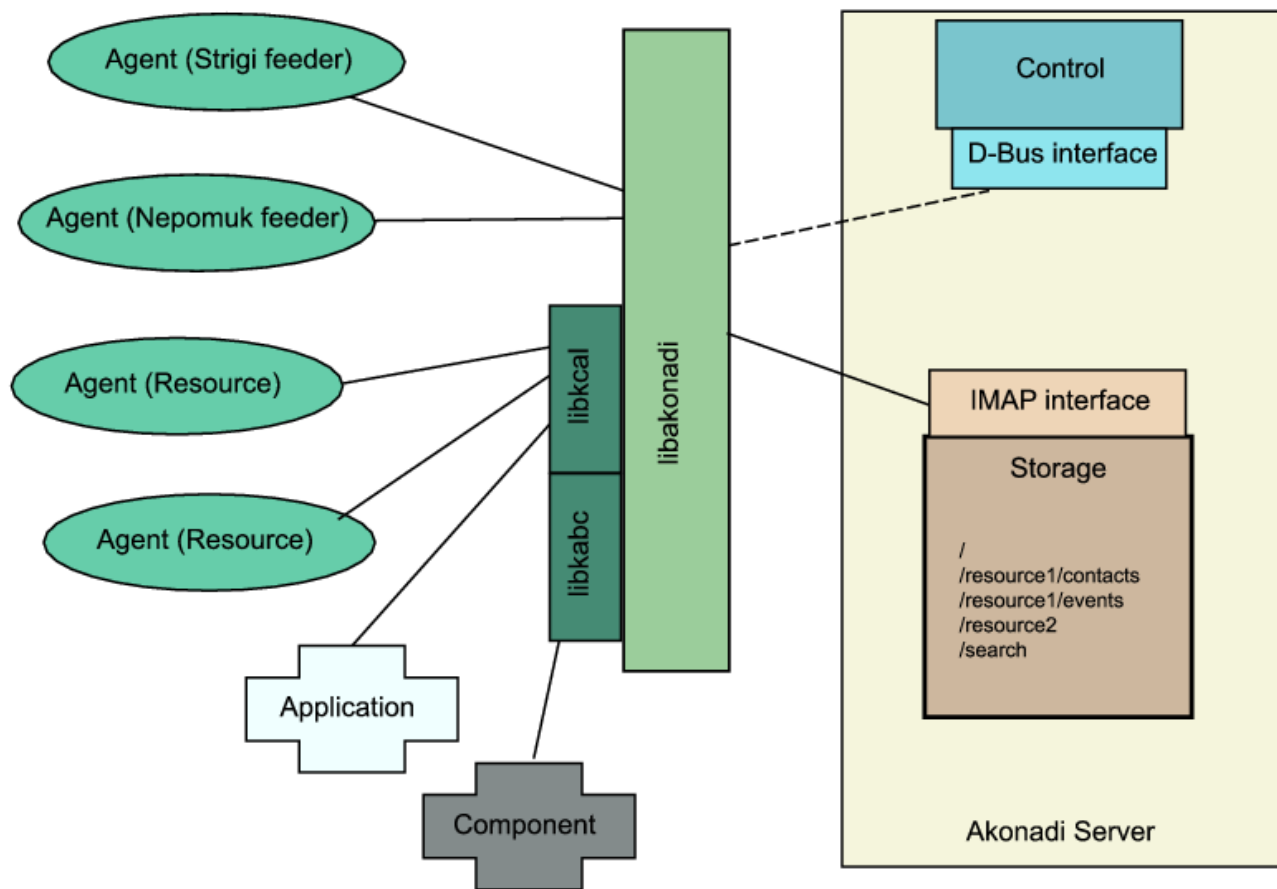 Agent (Strigi feeder)
Agent (Nepomuk feeder)
Agent (Resource)
Agent (Resource)
Application
Component
libkcal
libkabc
libakonadi
Control
D-Bus interface
IMAP interface
Storage
/
/resource1/contacts
/resource1/events
/resource2
/search
Akonadi Server